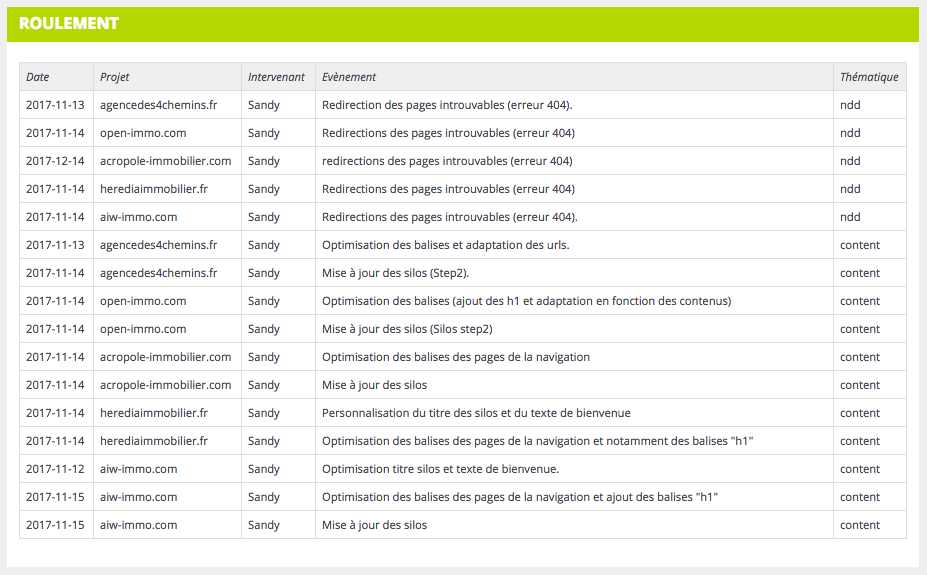 ROULEMENT
Date Projet Intervenant Evènement Thématique
2017-11-13 agencedes4chemins.fr Sandy Redirection des pages introuvables (erreur 404). ndd
2017-11-14 open-immo.com Sandy Redirections des pages introuvables (erreur 404) ndd
2017-12-14 acropole-immobilier.com Sandy redirections des pages introuvables (erreur 404) ndd
2017-11-14 herediaimmobilier.fr Sandy Redirections des pages introuvables (erreur 404) ndd
2017-11-14 aiw-immo.com Sandy Redirections des pages introuvables (erreur 404). ndd
2017-11-13 agencedes4chemins.fr Sandy Optimisation des balises et adaptation des urls. content
2017-11-14 agencedes4chemins.fr Sandy Mise à jour des silos (Step2). content
2017-11-14 open-immo.com Sandy Optimisation des balises (ajout des h1 et adaptation en fonction des contenus) content
2017-11-14 open-immo.com Sandy Mise à jour des silos (Silos step2) content
2017-11-14 acropole-immobilier.com Sandy Optimisation des balises des pages de la navigation content
2017-11-14 acropole-immobilier.com Sandy Mise à jour des silos content
2017-11-14 herediaimmobilier.fr Sandy Personnalisation du titre des silos et du texte de bienvenue content
2017-11-14 herediaimmobilier.fr Sandy Optimisation des balises des pages de la navigation et notamment des balises "h1" content
2017-11-12 aiw-immo.com Sandy Optimisation titre silos et texte de bienvenue. content
2017-11-15 aiw-immo.com Sandy Optimisation des balises des pages de la navigation et ajout des balises "h1" content
2017-11-15 aiw-immo.com Sandy Mise à jour des silos content